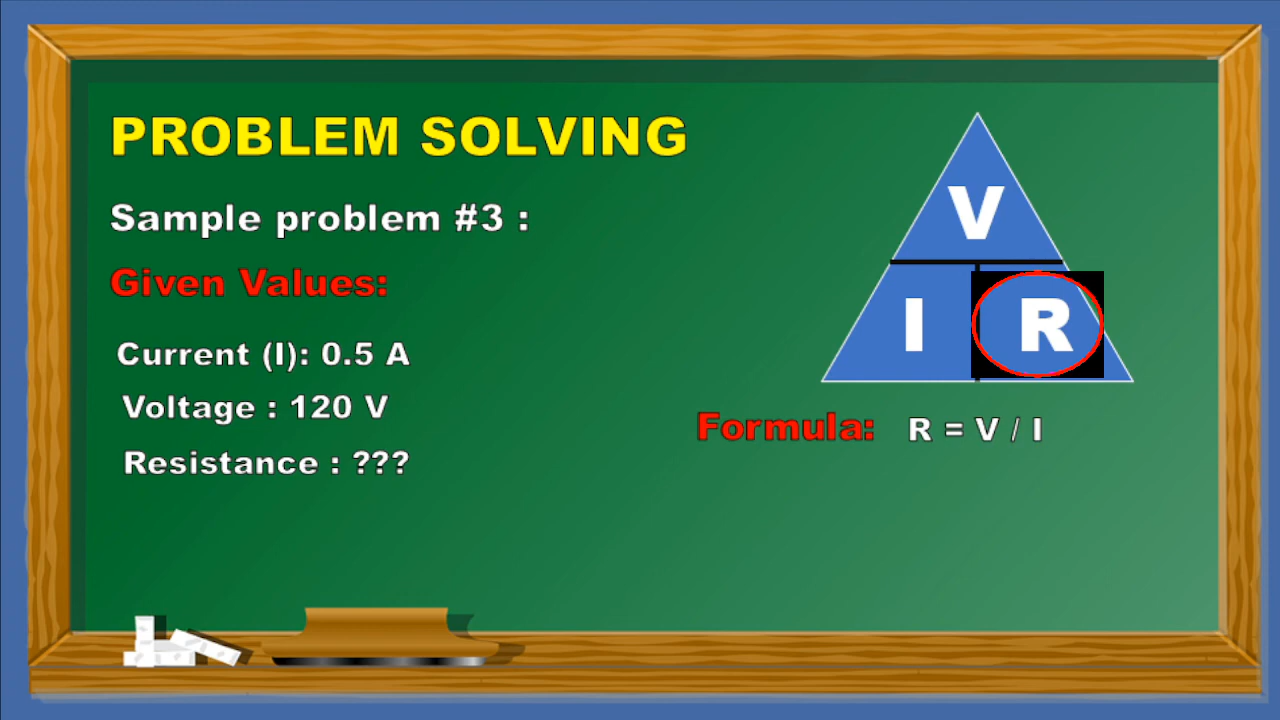 PROBLEM SOLVING
Sample problem #3 :
Given Values:
Current (I): 0.5 A
Voltage : 120 V
Resistance : ???
V
I R
Formula: R = V / I